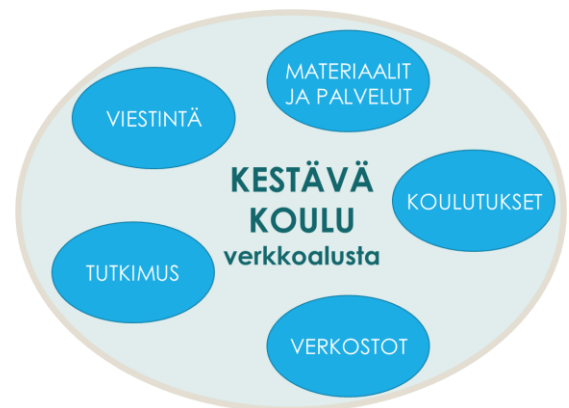 MATERIAALIT
JA PALVELUT
VIESTINTÄ
KESTÄVÄ
KOULU
verkkoalusta
KOULUTUKSET
TUTKIMUS
VERKOSTOT